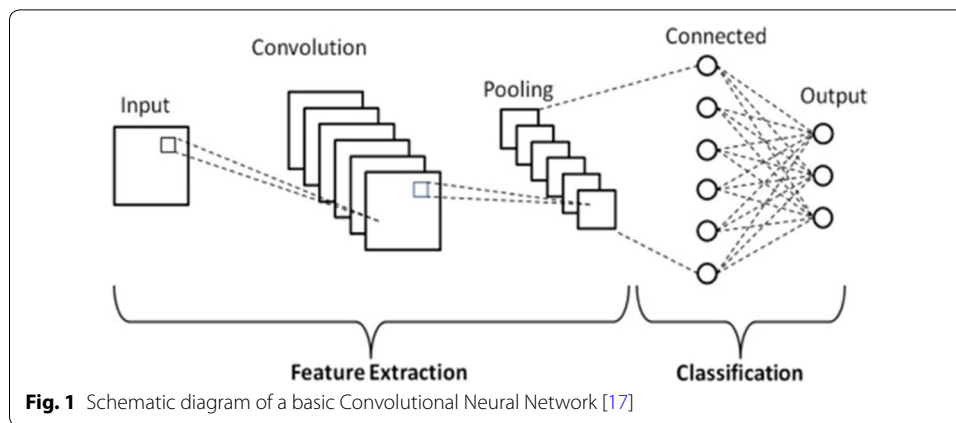 Convolution
Connected
Input
Pooling
Output
Feature Extraction
Classification
Fig. 1 Schematic diagram of a basic Convolutional Neural Network [17]